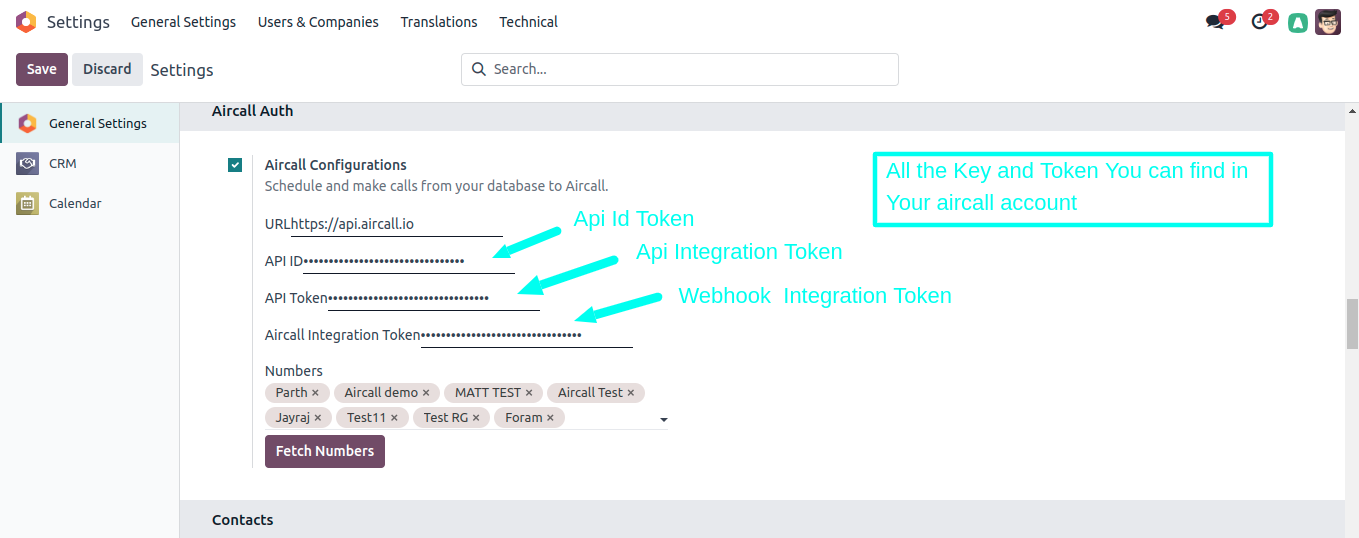 Settings General Settings Users & Companies Translations Technical 5 2
Save Discard Settings Search...
Aircall Auth
General Settings
CRM
Calendar
Aircall Configurations
Schedule and make calls from your database to Aircall.
All the Key and Token You can find in
Your aircall account
URLhttps://api.aircall.io
Api Id Token
API ID••••••••••••••••••••••••••••••••
Api Integration Token
API Token••••••••••••••••••••••••••••••••
Webhook Integration Token
Aircall Integration Token••••••••••••••••••••••••••••••••
Numbers
Parth × Aircall demo × MATT TEST × Aircall Test ×
Jayraj × Test11 × Test RG × Foram ×
Fetch Numbers
Contacts